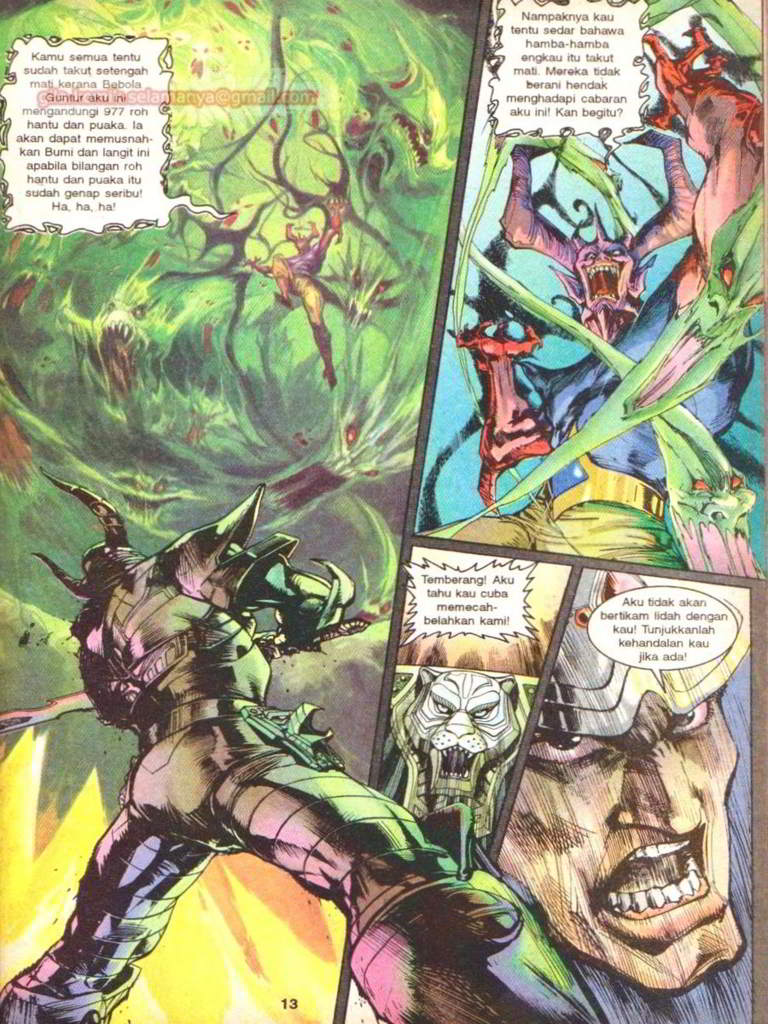 Kamu semua tentu
sudah takut setengah
mati kerana Bebola
Guntur aku ini
mengandungi 977 roh
hantu dan puaka. Ia
akan dapat memusnah-
kan Bumi dan langit ini
apabila bilangan roh
hantu dan puaka itu
sudah genap seribu!
Ha, ha, ha!
Nampaknya kau
tentu sedar bahawa
hamba-hamba
engkau itu takut
mati. Mereka tidak
berani hendak
menghadapi cabaran
aku ini! Kan begitu?
Temberang! Aku
tahu kau cuba
memecah-
belahkan kami!
Aku tidak akan
bertikam lidah dengan
kau! Tunjukkanlah
kehandalan kau
jika ada!
13